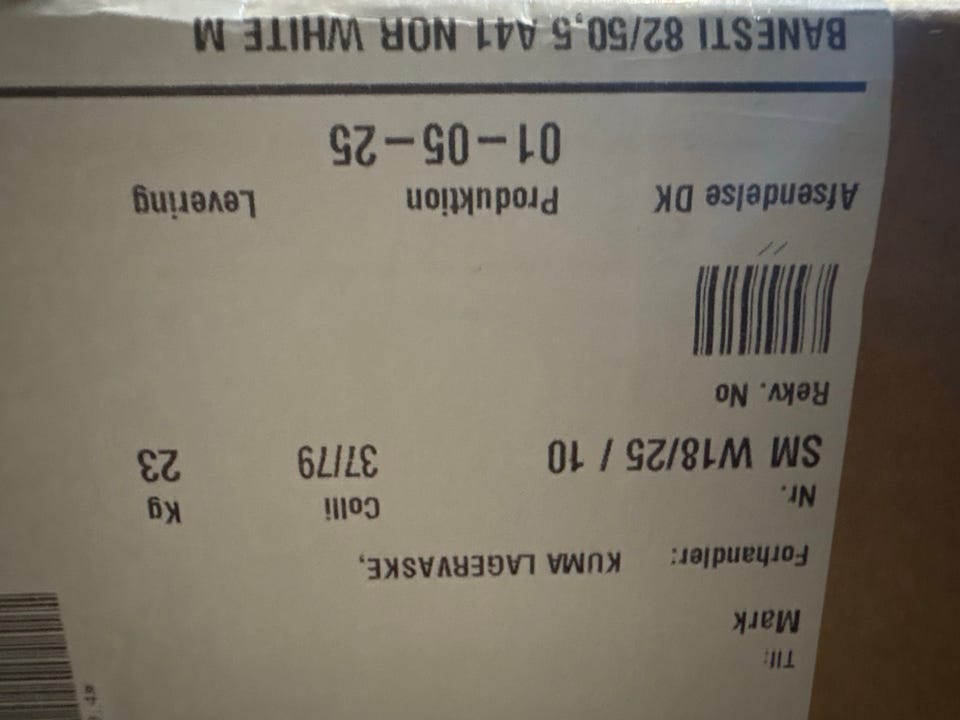 Til:
Mark
Forhandler: KUMA LAGERVASKE,
Nr. Colli Kg
SM W18/25 / 10 37/79 23
Rekv. No
Afsendelse DK Produktion Levering
01-05-25
BANESTI 82/50,5 A41 NOR WHITE M